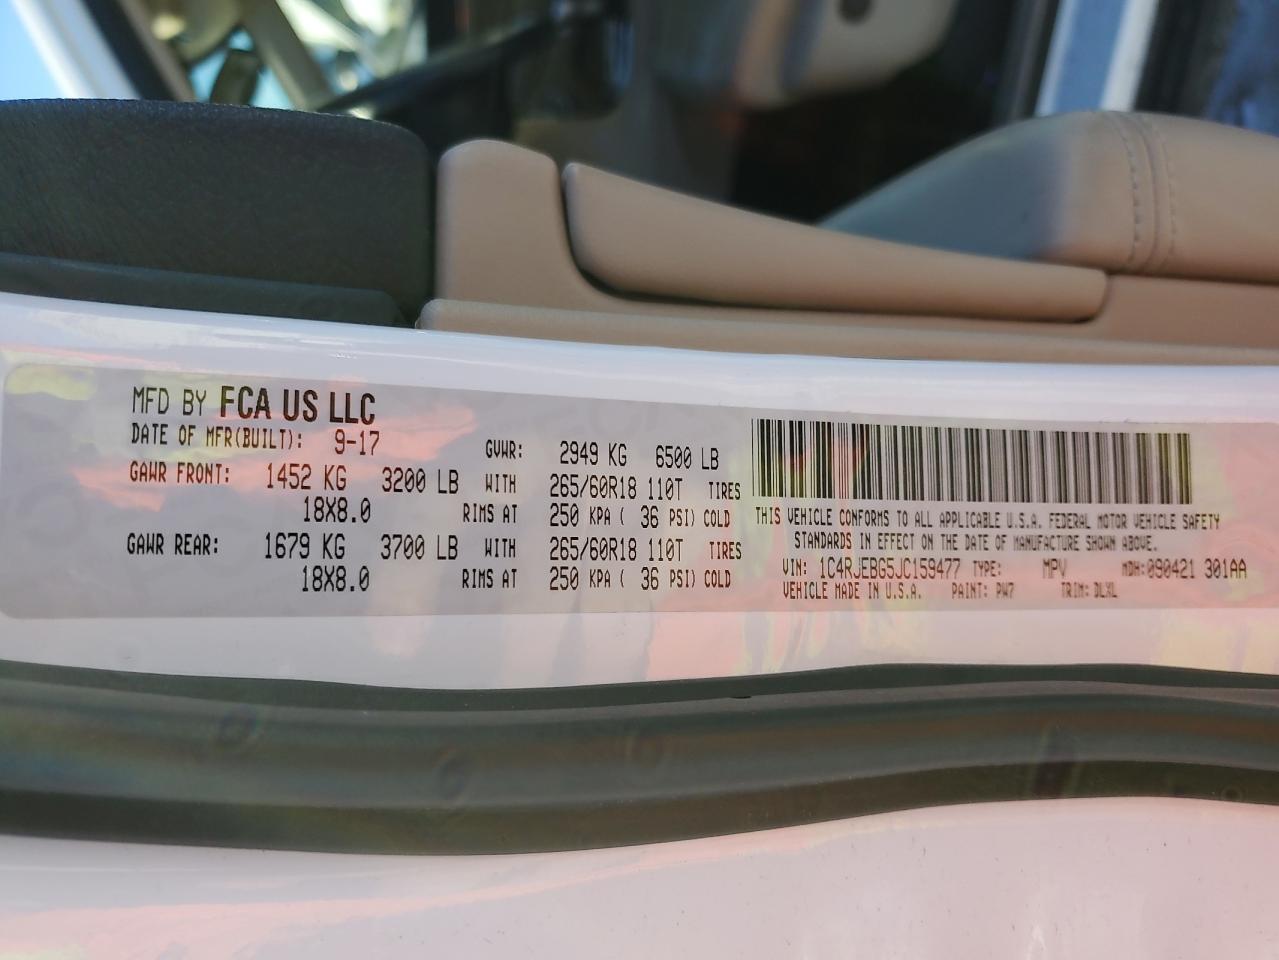 MFD BY FCA US LLC
DATE OF MFR(BUILT): 9-17 GVWR: 2949 KG 6500 LB
GAWR FRONT: 1452 KG 3200 LB WITH 265/60R18 110T TIRES
18X8.0 RIMS AT 250 KPA ( 36 PSI) COLD
GAWR REAR: 1679 KG 3700 LB WITH 265/60R18 110T TIRES
18X8.0 RIMS AT 250 KPA ( 36 PSI) COLD
THIS VEHICLE CONFORMS TO ALL APPLICABLE U.S.A. FEDERAL MOTOR VEHICLE SAFETY
STANDARDS IN EFFECT ON THE DATE OF MANUFACTURE SHOWN ABOVE.
VIN: 1C4RJEBG5JC159477 TYPE: MPV MDH: 090421 301AA
VEHICLE MADE IN U.S.A. PAINT: PW7 TRIM: DLXL